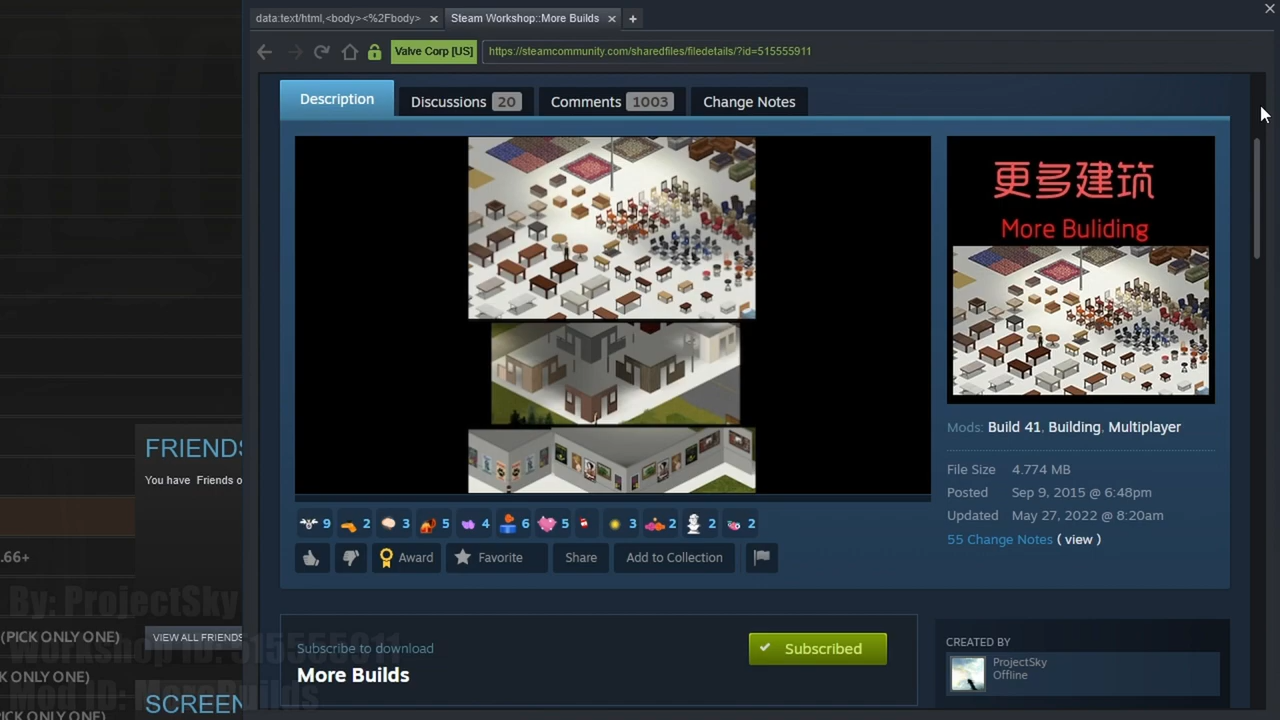 data:text/html,<body><%2Fbody>
Steam Workshop::More Builds
Valve Corp [US]
https://steamcommunity.com/sharedfiles/filedetails/?id=515555911
Description
Discussions 20
Comments 1003
Change Notes
更多建筑
More Buliding
Mods: Build 41, Building, Multiplayer
File Size 4.774 MB
Posted Sep 9, 2015 @ 6:48pm
Updated May 27, 2022 @ 8:20am
55 Change Notes ( view )
9 2 3 5 4 6 5 3 2 2 2
Award
Favorite
Share
Add to Collection
Subscribe to download
More Builds
Subscribed
CREATED BY
ProjectSky
Offline
FRIENDS
You have Friends o
.66+
By: ProjectSky
(PICK ONLY ONE)
VIEW ALL FRIENDS
Workshop ID: 515555911
K ONLY ONE)
Mod ID: MoreBuilds
SCREEN
CK ONLY ONE)